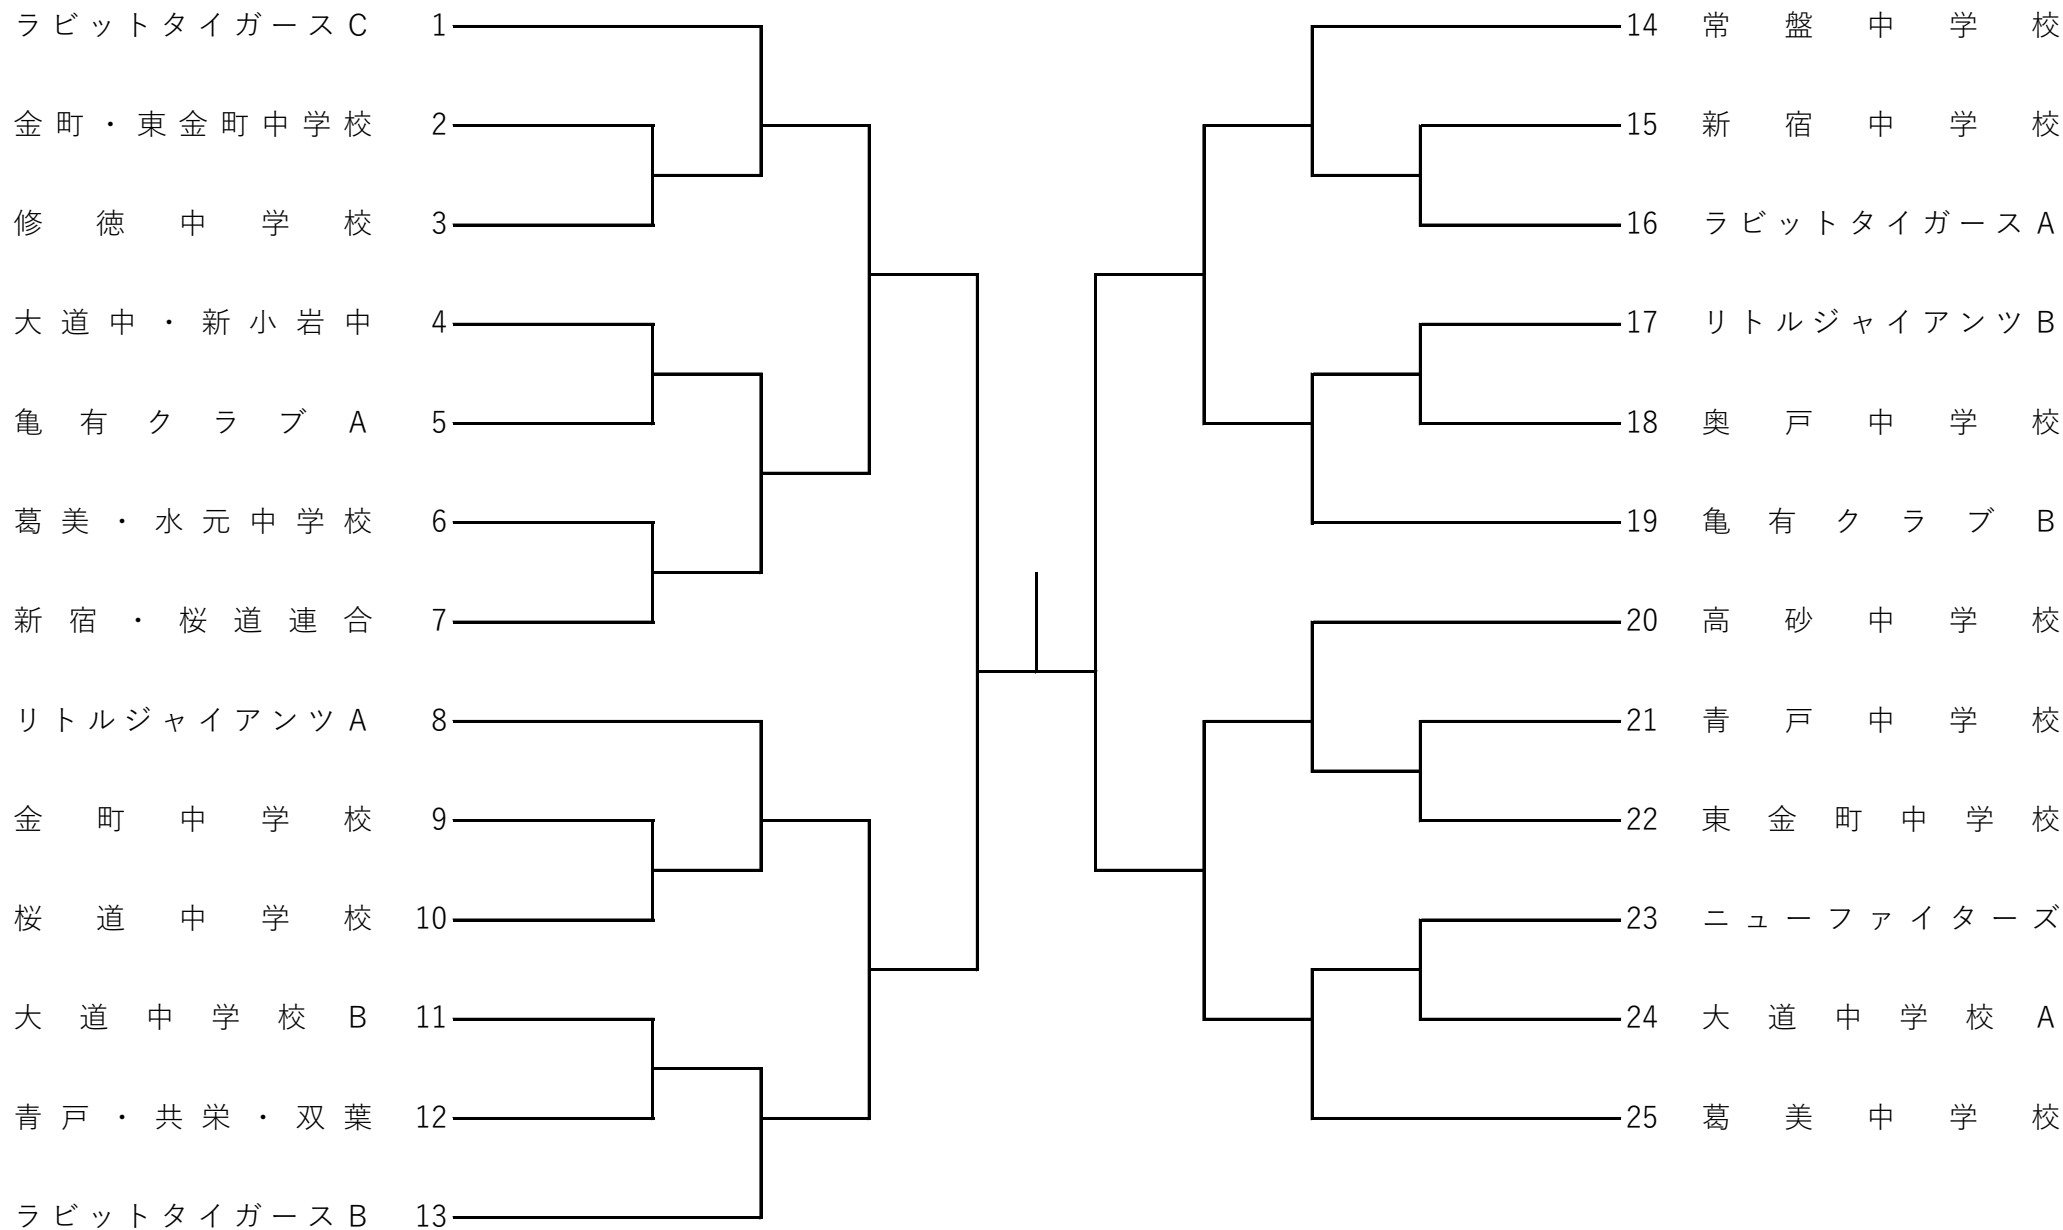 ラビットタイガースC 1
金町・東金町中学校 2
修徳中学校 3
大道中・新小岩中 4
亀有クラブA 5
葛美・水元中学校 6
新宿・桜道連合 7
リトルジャイアンツA 8
金町中学校 9
桜道中学校 10
大道中学校B 11
青戸・共栄・双葉 12
ラビットタイガースB 13
14 常盤中学校
15 新宿中学校
16 ラビットタイガースA
17 リトルジャイアンツB
18 奥戸中学校
19 亀有クラブB
20 高砂中学校
21 青戸中学校
22 東金町中学校
23 ニューファイターズ
24 大道中学校A
25 葛美中学校